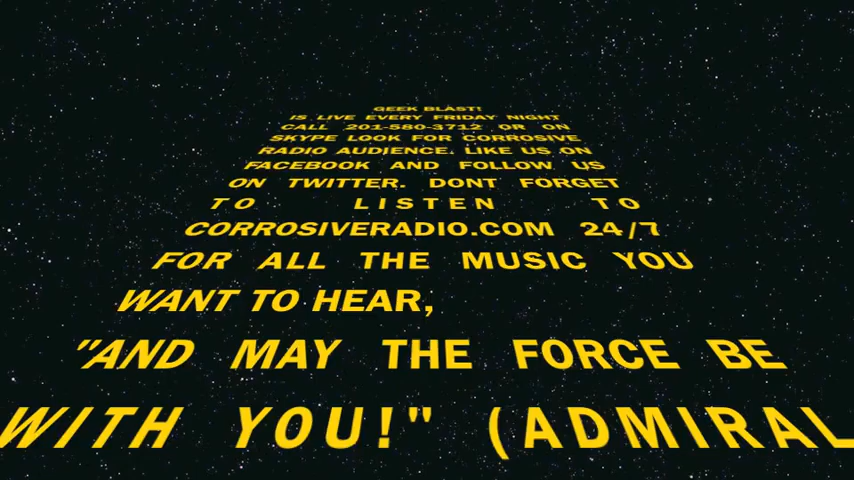 GEEK BLAST!
IS LIVE EVERY FRIDAY NIGHT
CALL 201-580-3712 OR ON
SKYPE LOOK FOR CORROSIVE
RADIO AUDIENCE. LIKE US ON
FACEBOOK AND FOLLOW US
ON TWITTER. DONT FORGET
TO LISTEN TO
CORROSIVERADIO.COM 24/7
FOR ALL THE MUSIC YOU
WANT TO HEAR,
"AND MAY THE FORCE BE
WITH YOU!" (ADMIRAL